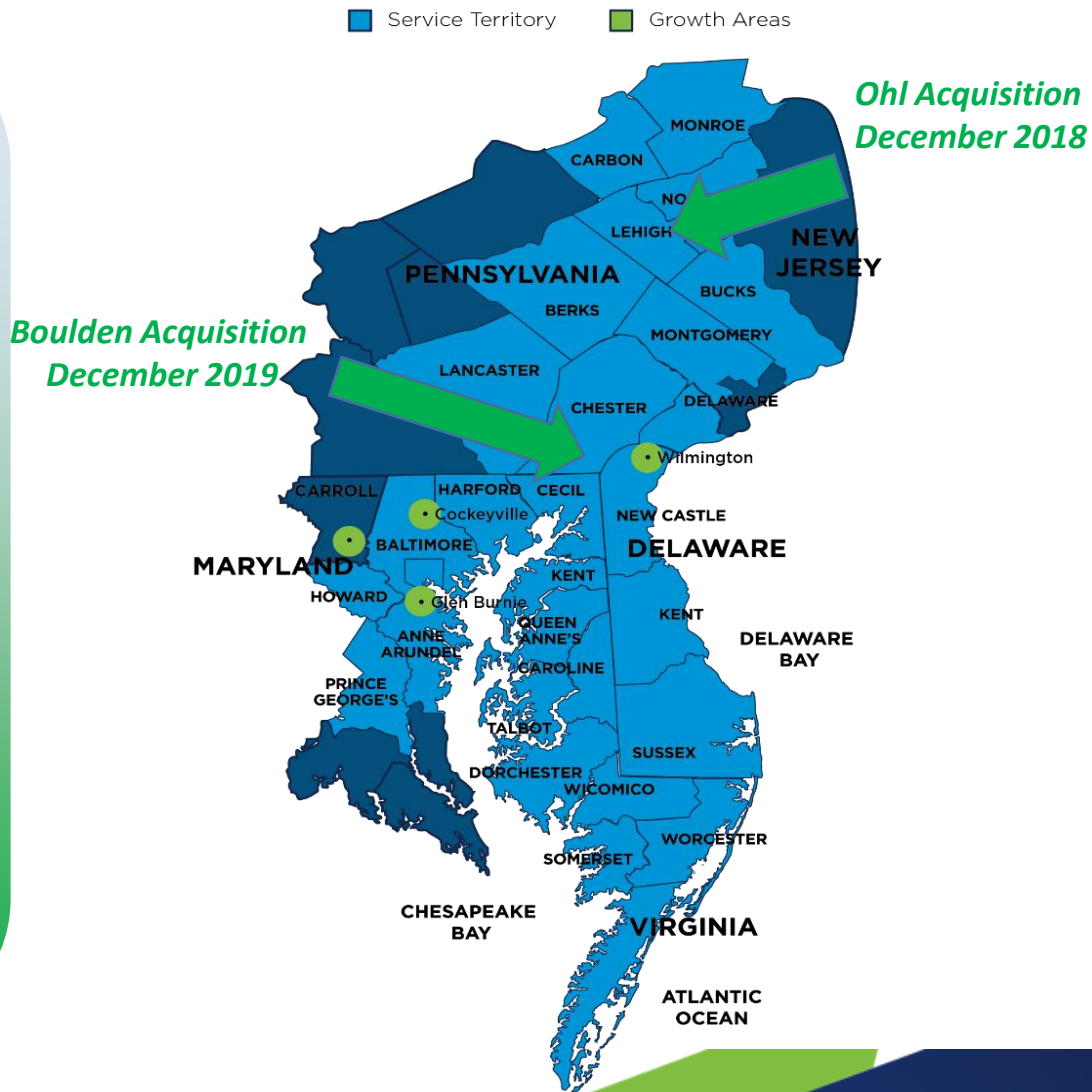 Service Territory
Growth Areas
Ohl Acquisition
December 2018
MONROE
CARBON
NO
LEHIGH
NEW
JERSEY
PENNSYLVANIA
BUCKS
BERKS
MONTGOMERY
Boulden Acquisition
December 2019
LANCASTER
CHESTER
DELAWARE
Wilmington
CARROLL
HARFORD
CECIL
Cockeyville
NEW CASTLE
BALTIMORE
DELAWARE
MARYLAND
KENT
HOWARD
Glen Burnie
KENT
QUEEN
ANNE'S
ANNE
ARUNDEL
DELAWARE
BAY
CAROLINE
PRINCE
GEORGE'S
TALBOT
SUSSEX
DORCHESTER
WICOMICO
WORCESTER
SOMERSET
CHESAPEAKE
BAY
VIRGINIA
ATLANTIC
OCEAN